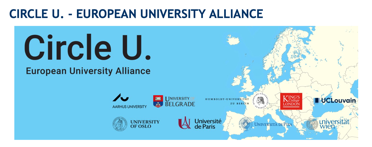 CIRCLE U. - EUROPEAN UNIVERSITY ALLIANCE
Circle U.
European University Alliance
AARHUS UNIVERSITY
UNIVERSITY
BELGRADE
KING'S
College
LONDON
UCLouvain
UNIVERSITY
OF OSLO
Université
de Paris
universität
wien